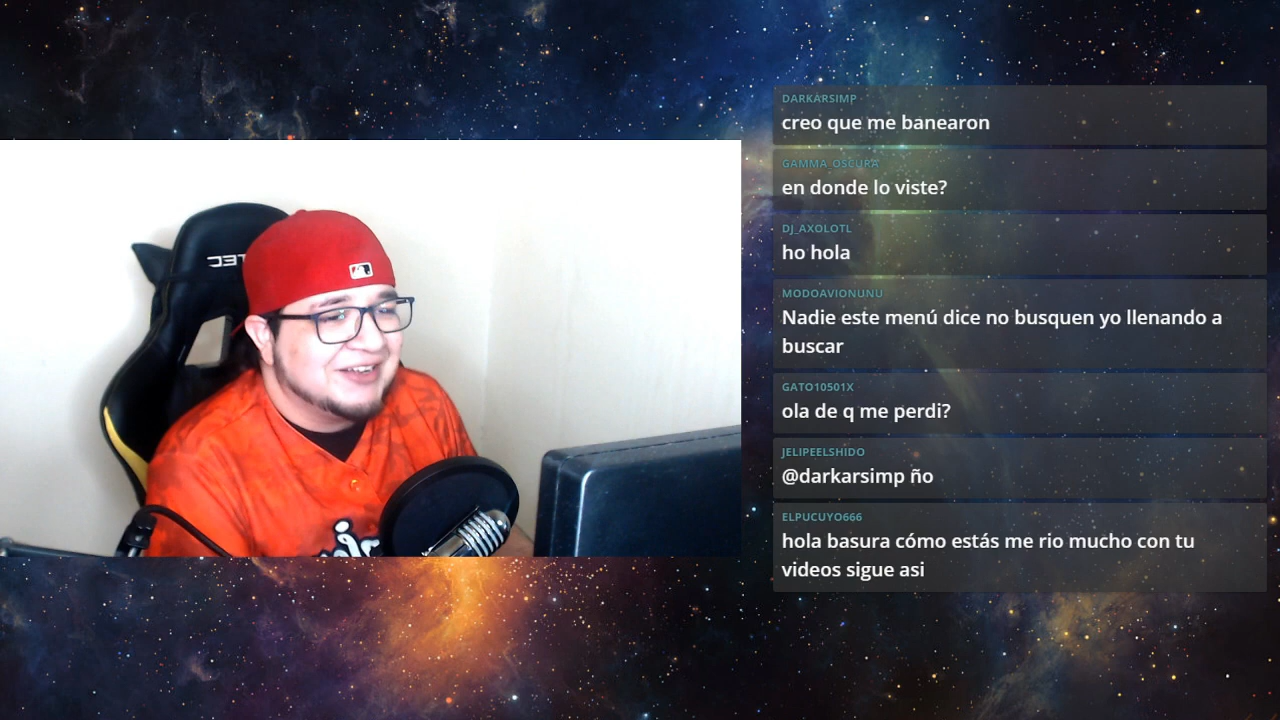 DARKARSIMP
creo que me banearon
GAMMA_OSCURA
en donde lo viste?
DJ_AXOLOTL
ho hola
MODOAVIONUNU
Nadie este menú dice no busquen yo llenando a
buscar
GATO10501X
ola de q me perdi?
JELIPEELSHIDO
@darkarsimp ño
ELPUCUYO666
hola basura cómo estás me rio mucho con tu
videos sigue asi